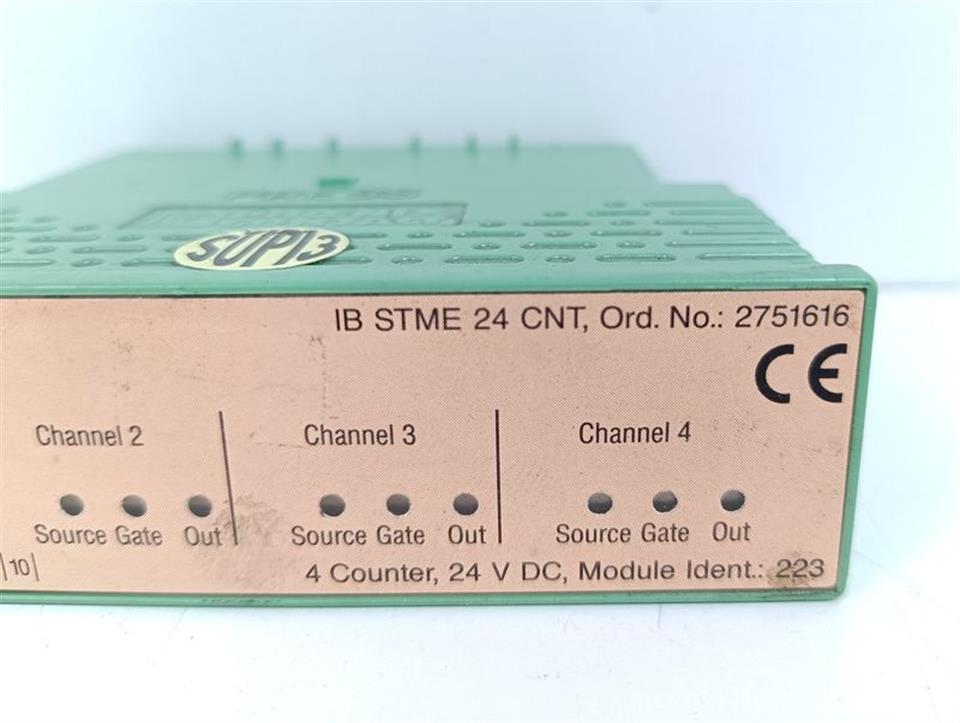 SUPI3
IB STME 24 CNT, Ord. No.: 2751616
CE
Channel 2
Channel 3
Channel 4
Source Gate Out
Source Gate Out
Source Gate Out
|10|
4 Counter, 24 V DC, Module Ident.: 223